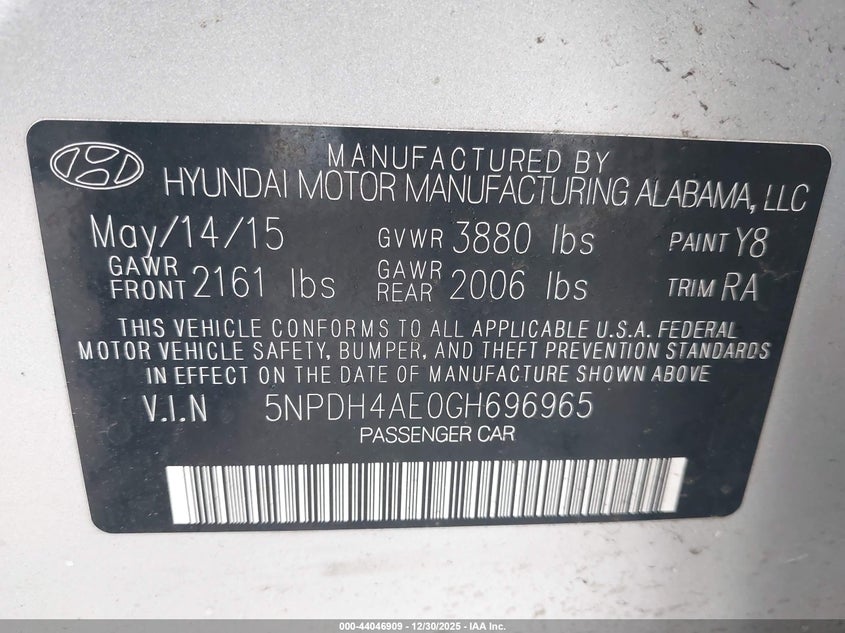 MANUFACTURED BY
HYUNDAI MOTOR MANUFACTURING ALABAMA, LLC
May/14/15 GVWR 3880 lbs PAINT Y8
GAWR FRONT 2161 lbs GAWR REAR 2006 lbs TRIM RA
THIS VEHICLE CONFORMS TO ALL APPLICABLE U.S.A. FEDERAL
MOTOR VEHICLE SAFETY, BUMPER, AND THEFT PREVENTION STANDARDS
IN EFFECT ON THE DATE OF MANUFACTURE SHOWN ABOVE
V.I.N 5NPDH4AE0GH696965
PASSENGER CAR
000-44046909 - 12/30/2025 - IAA Inc.